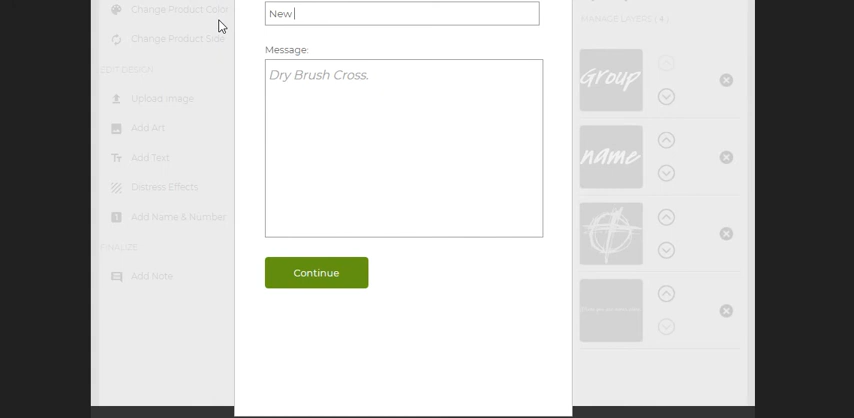 Change Product Color
Change Product Side
EDIT DESIGN
Upload Image
Add Art
Add Text
Distress Effects
Add Name & Number
FINALIZE
Add Note
New
Message:
Dry Brush Cross.
Continue
MANAGE LAYERS ( 4 )
Group
name